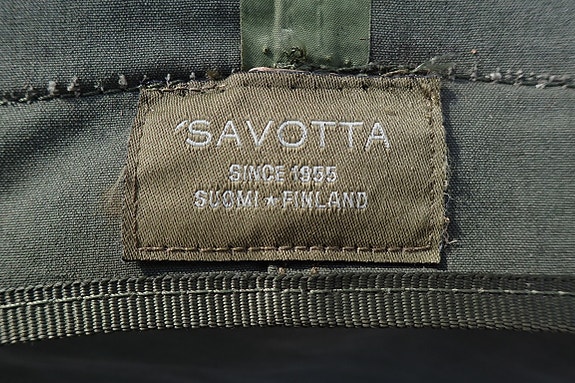 SAVOTTA
SINCE 1955
SUOMI ★ FINLAND